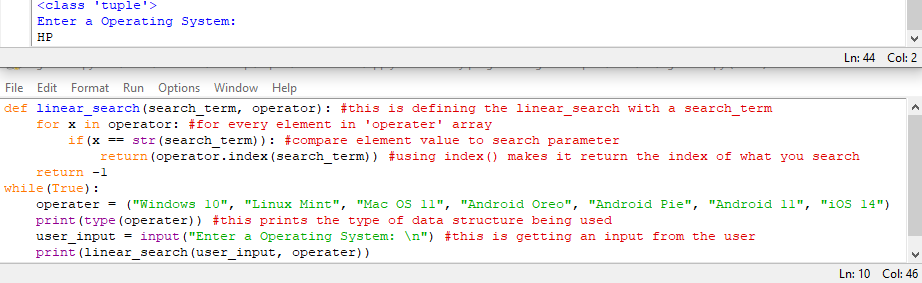 <class 'tuple'>
Enter a Operating System:
HP
Ln: 44 Col: 2
File Edit Format Run Options Window Help
def linear_search(search_term, operator): #this is defining the linear_search with a search_term
    for x in operator: #for every element in 'operater' array
        if(x == str(search_term)): #compare element value to search parameter
            return(operator.index(search_term)) #using index() makes it return the index of what you search
    return -1
while(True):
    operater = ("Windows 10", "Linux Mint", "Mac OS 11", "Android Oreo", "Android Pie", "Android 11", "iOS 14")
    print(type(operater)) #this prints the type of data structure being used
    user_input = input("Enter a Operating System: \n") #this is getting an input from the user
    print(linear_search(user_input, operater))
Ln: 10 Col: 46